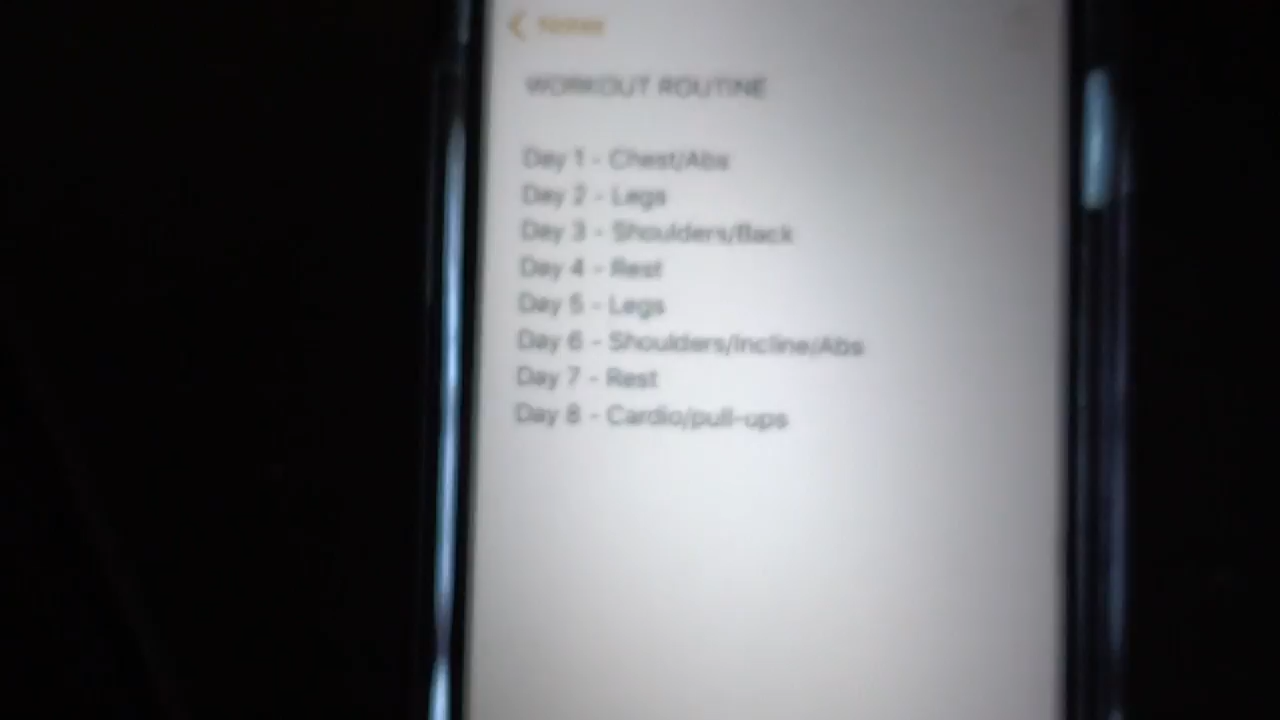 Notes
WORKOUT ROUTINE
Day 1 - Chest/Abs
Day 2 - Legs
Day 3 - Shoulders/Back
Day 4 - Rest
Day 5 - Legs
Day 6 - Shoulders/Incline/Abs
Day 7 - Rest
Day 8 - Cardio/pull-ups